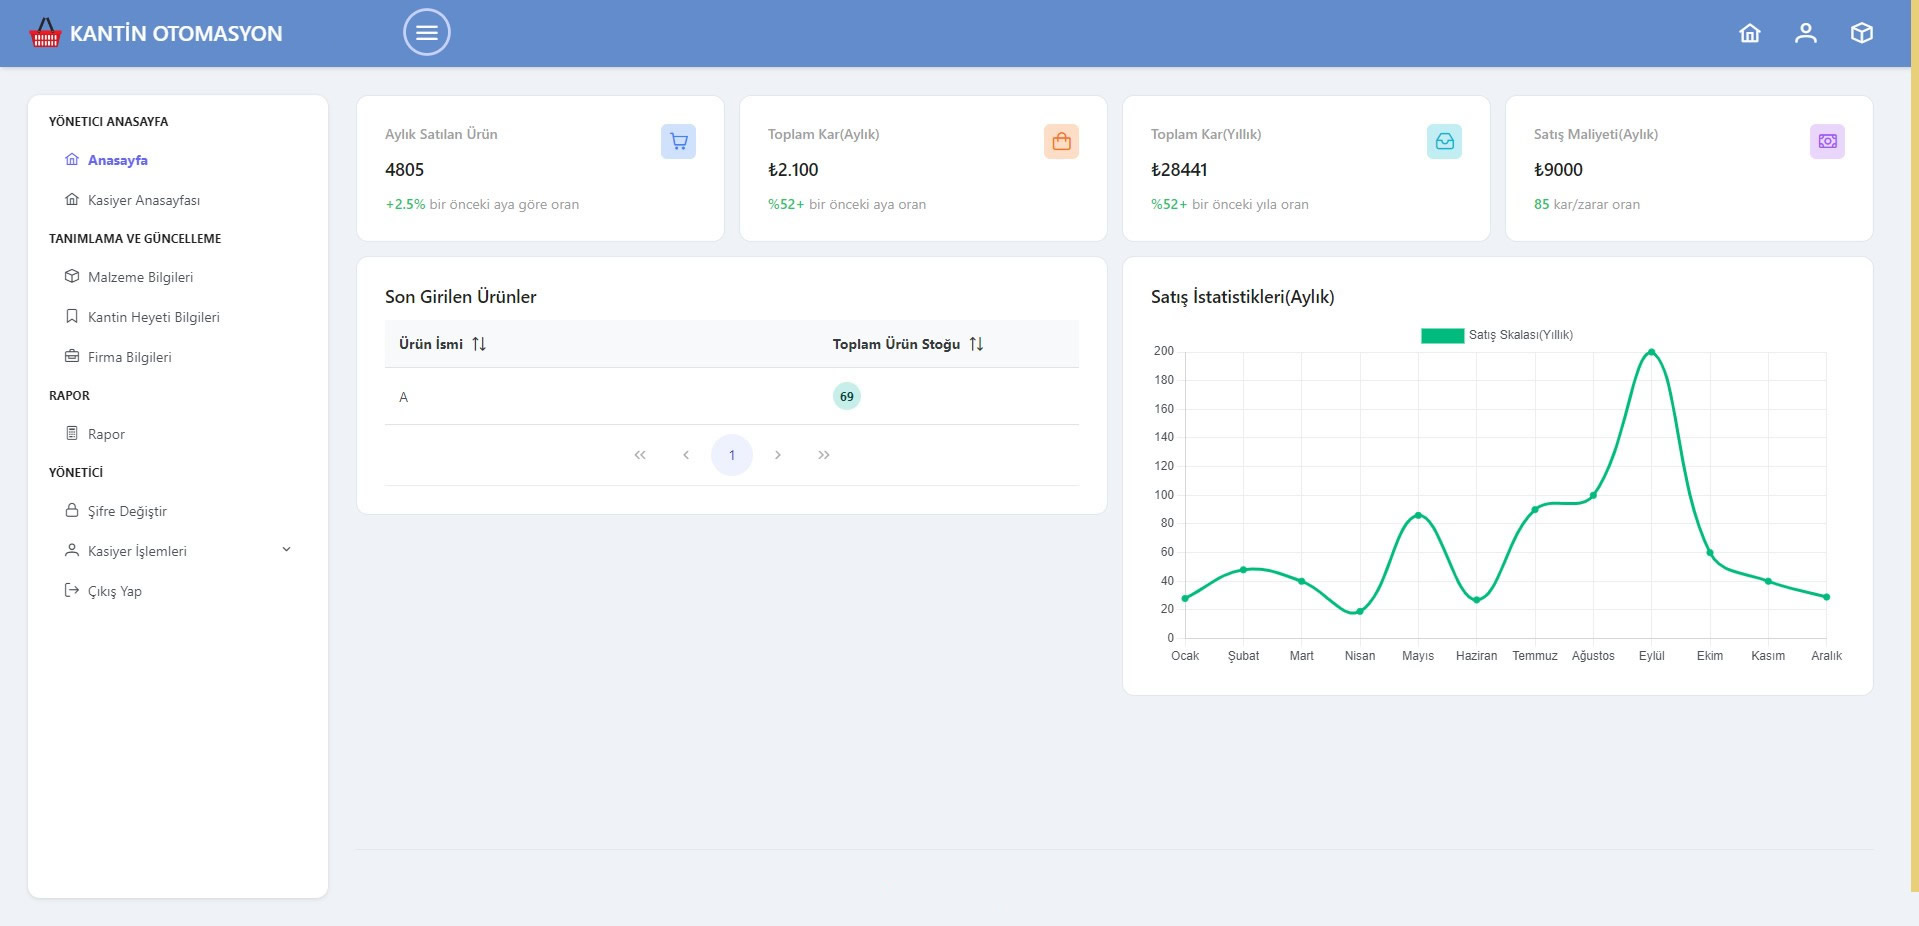 KANTİN OTOMASYON
YÖNETICI ANASAYFA
Anasayfa
Kasiyer Anasayfası
TANIMLAMA VE GÜNCELLEME
Malzeme Bilgileri
Kantin Heyeti Bilgileri
Firma Bilgileri
RAPOR
Rapor
YÖNETİCİ
Şifre Değiştir
Kasiyer İşlemleri
Çıkış Yap
Aylık Satılan Ürün
4805
+2.5% bir önceki aya göre oran
Toplam Kar(Aylık)
₺2.100
%52+ bir önceki aya oran
Toplam Kar(Yıllık)
₺28441
%52+ bir önceki yıla oran
Satış Maliyeti(Aylık)
₺9000
85 kar/zarar oran
Son Girilen Ürünler
Ürün İsmi Toplam Ürün Stoğu
A 69
1
Satış İstatistikleri(Aylık)
Satış Skalası(Yıllık)
200
180
160
140
120
100
80
60
40
20
0
Ocak Şubat Mart Nisan Mayıs Haziran Temmuz Ağustos Eylül Ekim Kasım Aralık